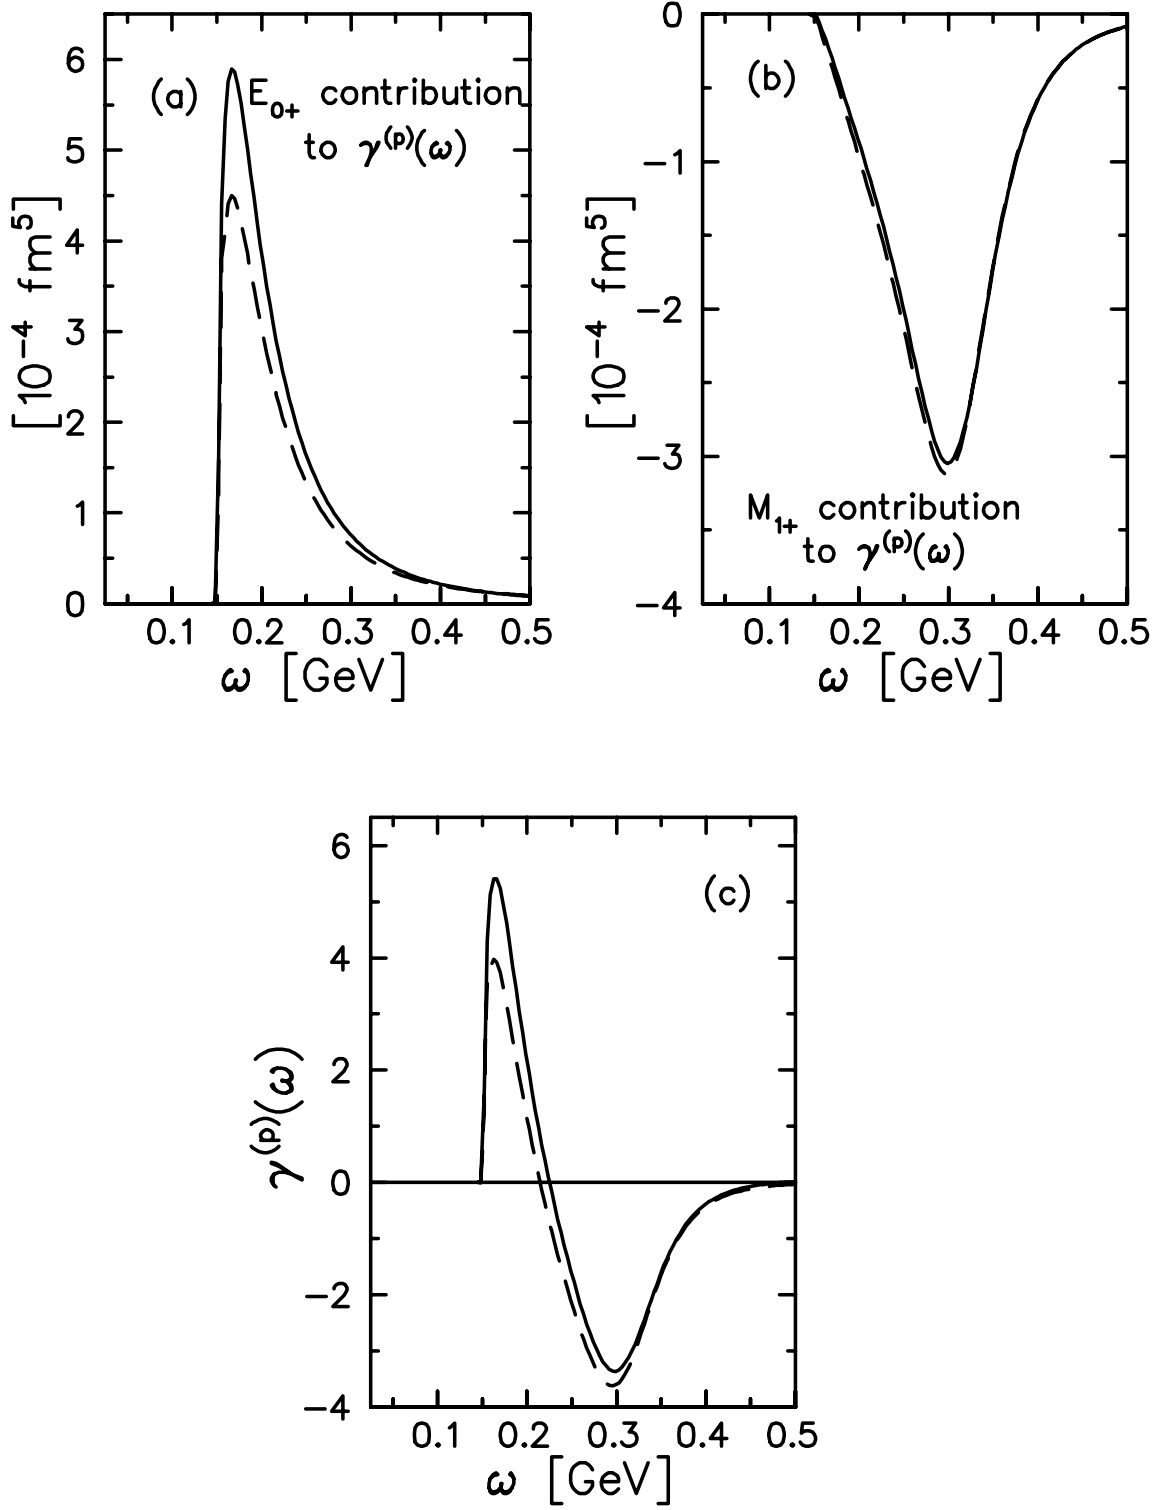 (a) E₀₊ contribution
to γ⁽ᵖ⁾(ω)
[10⁻⁴ fm⁵]
6
5
4
3
2
1
0
0.1 0.2 0.3 0.4 0.5
ω [GeV]
(b)
[10⁻⁴ fm⁵]
0
−1
−2
−3
−4
M₁₊ contribution
to γ⁽ᵖ⁾(ω)
0.1 0.2 0.3 0.4 0.5
ω [GeV]
(c)
γ⁽ᵖ⁾(ω)
6
4
2
0
−2
−4
0.1 0.2 0.3 0.4 0.5
ω [GeV]